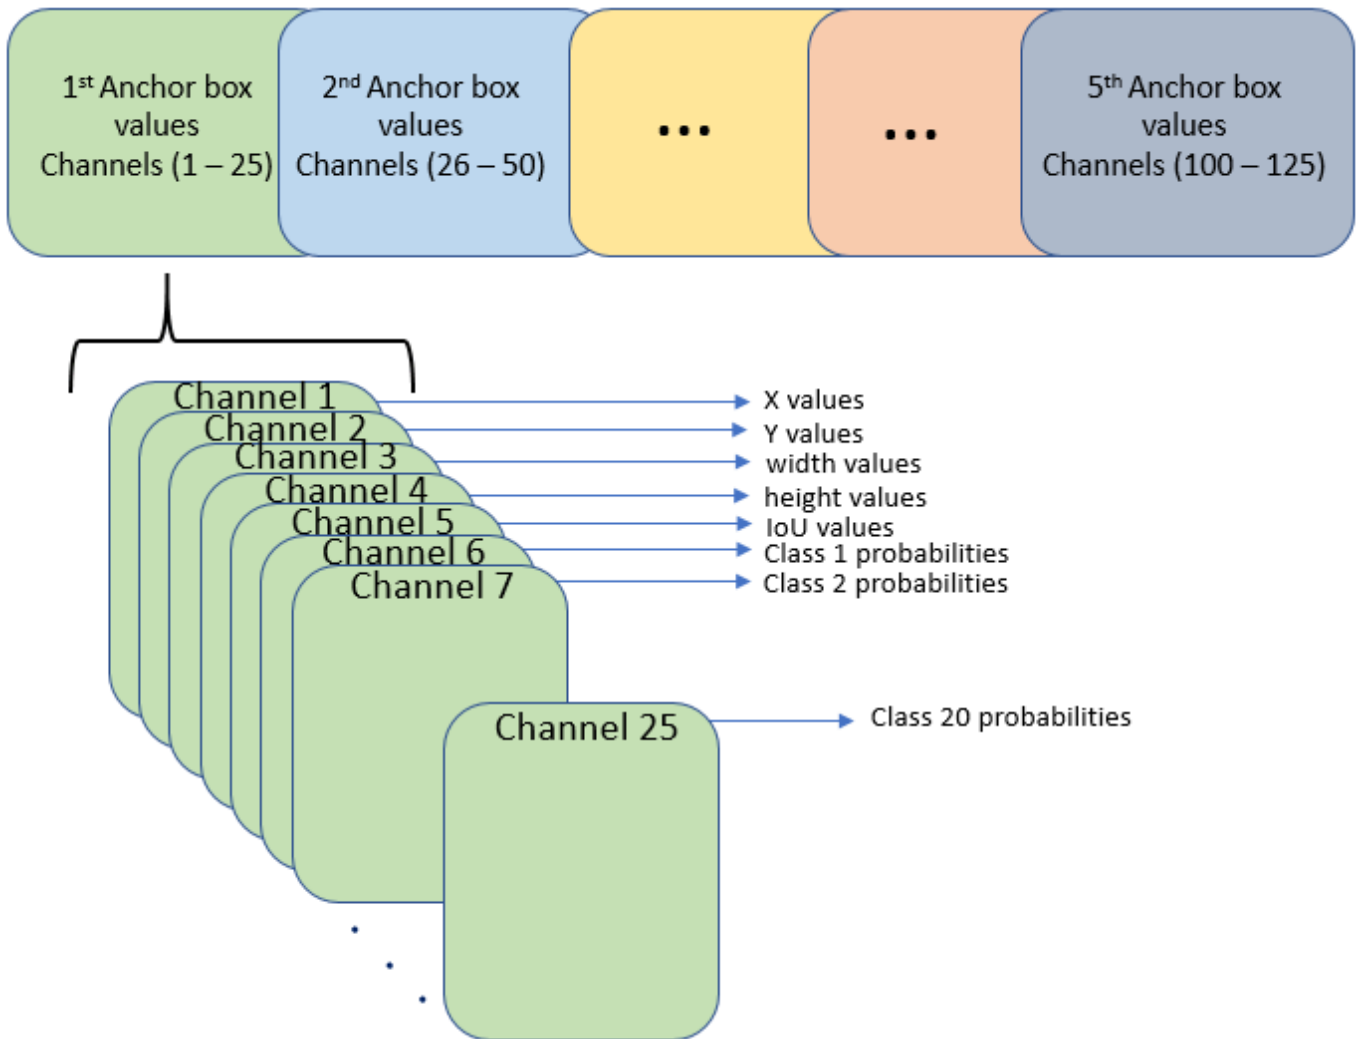 1st Anchor box
values
Channels (1 – 25)
2nd Anchor box
values
Channels (26 – 50)
...
...
5th Anchor box
values
Channels (100 – 125)
Channel 1
X values
Channel 2
Y values
Channel 3
width values
Channel 4
height values
Channel 5
IoU values
Channel 6
Class 1 probabilities
Channel 7
Class 2 probabilities
Channel 25
Class 20 probabilities